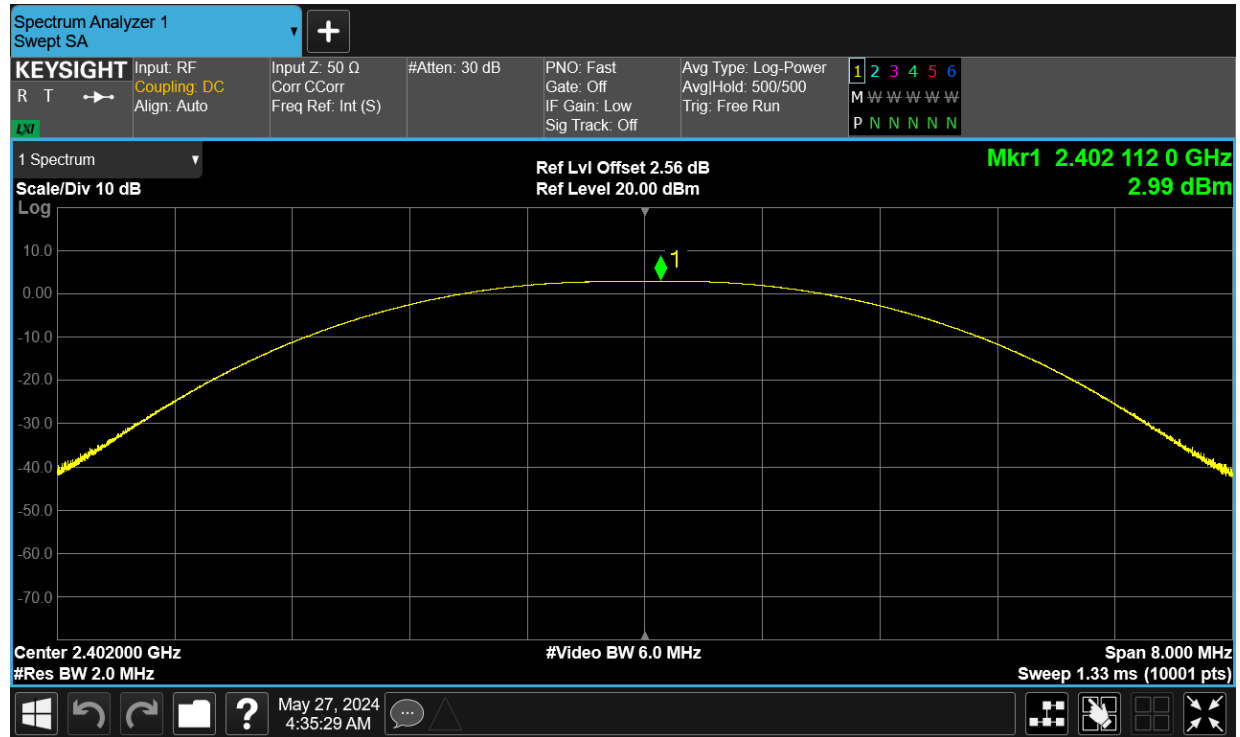 Spectrum Analyzer 1
Swept SA
KEYSIGHT
R T
LXI
Input: RF
Coupling: DC
Align: Auto
Input Z: 50 Ω
Corr CCorr
Freq Ref: Int (S)
#Atten: 30 dB
PNO: Fast
Gate: Off
IF Gain: Low
Sig Track: Off
Avg Type: Log-Power
Avg|Hold: 500/500
Trig: Free Run
1 2 3 4 5 6
M W W W W W
P N N N N N
1 Spectrum
Scale/Div 10 dB
Log
Ref Lvl Offset 2.56 dB
Ref Level 20.00 dBm
Mkr1 2.402 112 0 GHz
2.99 dBm
1
10.0
0.00
-10.0
-20.0
-30.0
-40.0
-50.0
-60.0
-70.0
Center 2.402000 GHz
#Res BW 2.0 MHz
#Video BW 6.0 MHz
Span 8.000 MHz
Sweep 1.33 ms (10001 pts)
?
May 27, 2024
4:35:29 AM